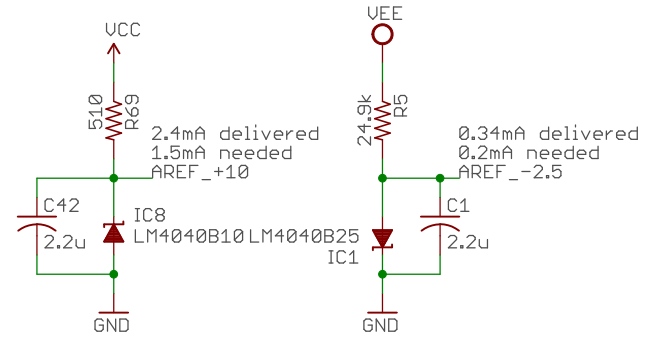 VCC
510
R69
2.4mA delivered
1.5mA needed
AREF_+10
C42
2.2u
IC8
LM4040B10
GND
VEE
24.9k
R5
0.34mA delivered
0.2mA needed
AREF_-2.5
C1
2.2u
LM4040B25
IC1
GND